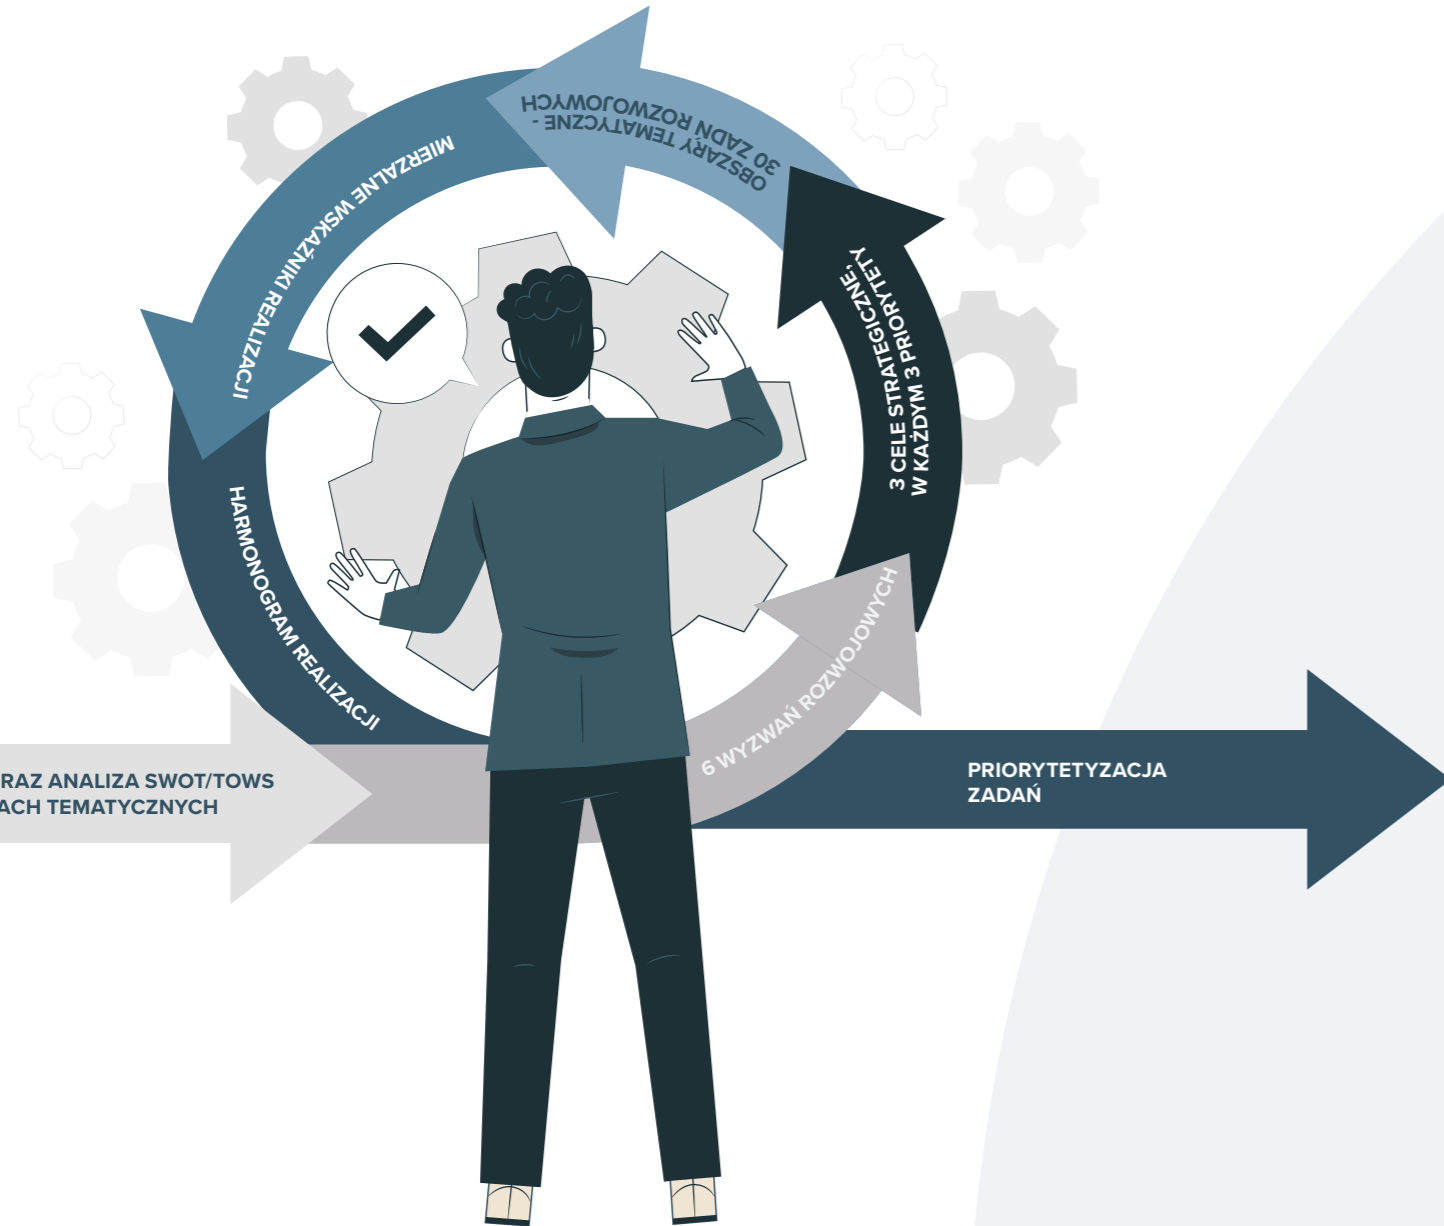 RAZ ANALIZA SWOT/TOWS
ACH TEMATYCZNYCH
6 WYZWAŃ ROZWOJOWYCH
3 CELE STRATEGICZNE,
W KAŻDYM 3 PRIORYTETY
OBSZARY TEMATYCZNE -
30 ZADN ROZWOJOWYCH
MIERZALNE WSKAŹNIKI REALIZACJI
HARMONOGRAM REALIZACJI
PRIORYTETYZACJA
ZADAŃ